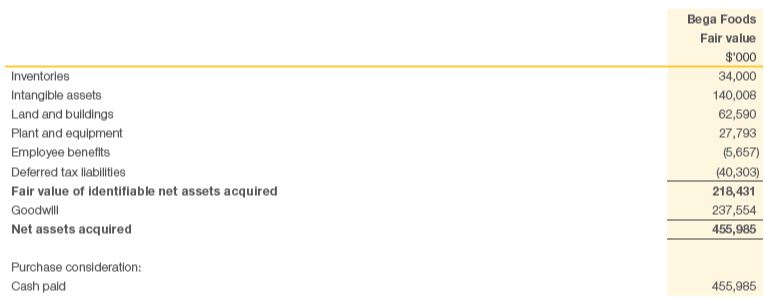 Bega Foods
Fair value
$'000
Inventories 34,000
Intangible assets 140,008
Land and buildings 62,590
Plant and equipment 27,793
Employee benefits (5,657)
Deferred tax liabilities (40,303)
Fair value of identifiable net assets acquired 218,431
Goodwill 237,554
Net assets acquired 455,985
Purchase consideration:
Cash paid 455,985